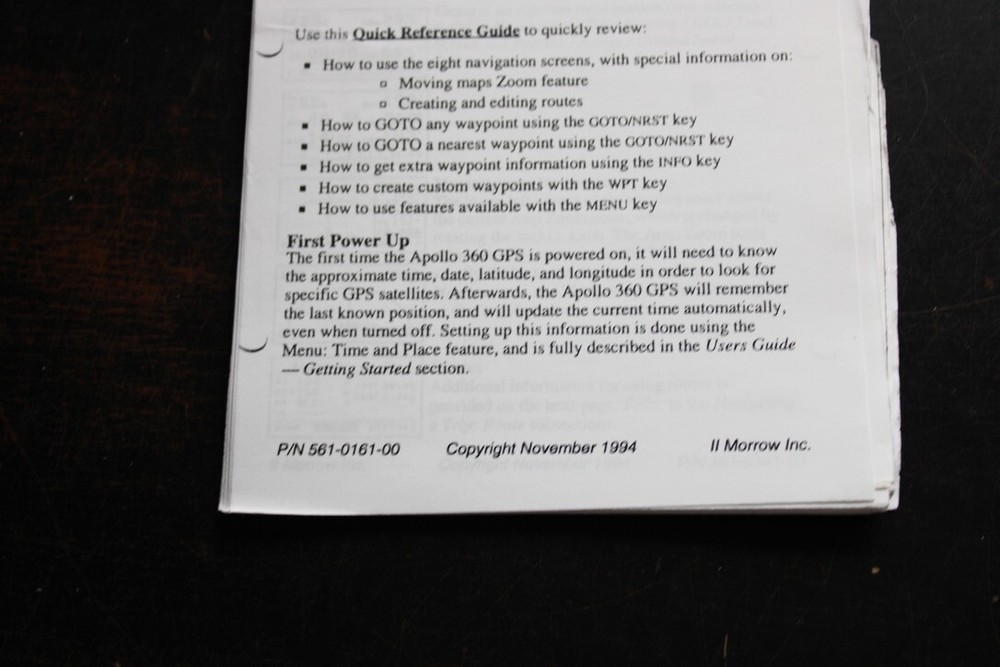 Use this Quick Reference Guide to quickly review:
▪ How to use the eight navigation screens, with special information on:
▫ Moving maps Zoom feature
▫ Creating and editing routes
▪ How to GOTO any waypoint using the GOTO/NRST key
▪ How to GOTO a nearest waypoint using the GOTO/NRST key
▪ How to get extra waypoint information using the INFO key
▪ How to create custom waypoints with the WPT key
▪ How to use features available with the MENU key
First Power Up
The first time the Apollo 360 GPS is powered on, it will need to know
the approximate time, date, latitude, and longitude in order to look for
specific GPS satellites. Afterwards, the Apollo 360 GPS will remember
the last known position, and will update the current time automatically,
even when turned off. Setting up this information is done using the
Menu: Time and Place feature, and is fully described in the Users Guide
— Getting Started section.
P/N 561-0161-00 Copyright November 1994 II Morrow Inc.